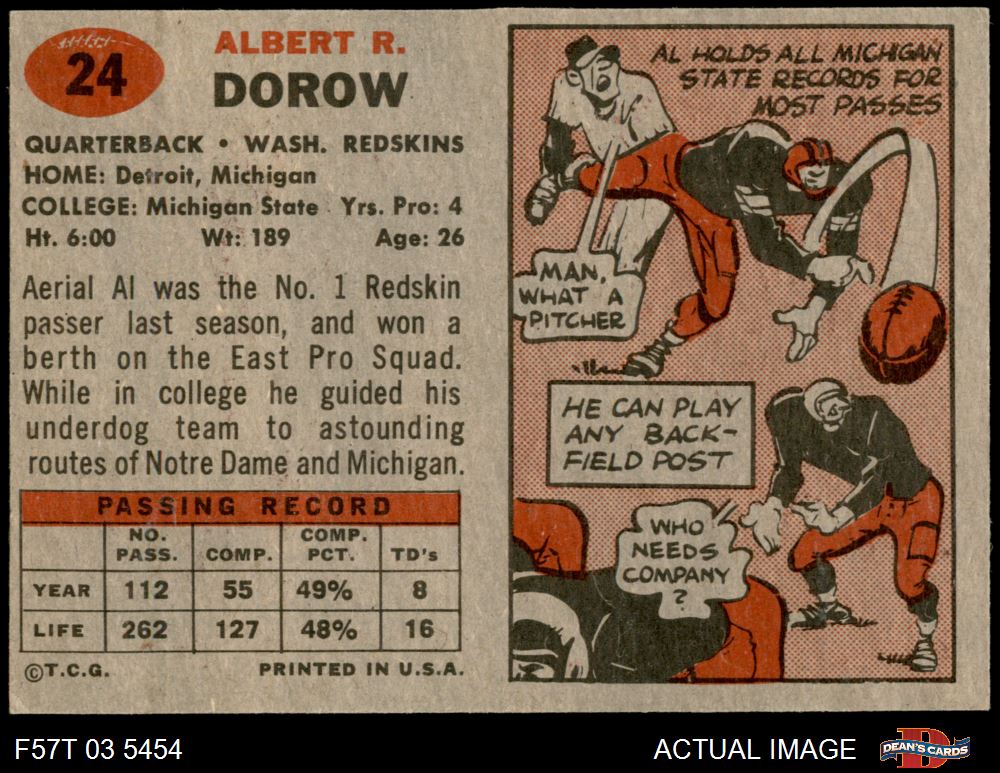 24
ALBERT R.
DOROW
QUARTERBACK • WASH. REDSKINS
HOME: Detroit, Michigan
COLLEGE: Michigan State Yrs. Pro: 4
Ht. 6:00 Wt: 189 Age: 26
Aerial Al was the No. 1 Redskin
passer last season, and won a
berth on the East Pro Squad.
While in college he guided his
underdog team to astounding
routes of Notre Dame and Michigan.
PASSING RECORD
NO. PASS. COMP. COMP. PCT. TD's
YEAR 112 55 49% 8
LIFE 262 127 48% 16
©T.C.G. PRINTED IN U.S.A.
AL HOLDS ALL MICHIGAN
STATE RECORDS FOR
MOST PASSES
MAN,
WHAT A
PITCHER
HE CAN PLAY
ANY BACK-
FIELD POST
WHO
NEEDS
COMPANY
?
F57T 03 5454 ACTUAL IMAGE DEAN'S CARDS